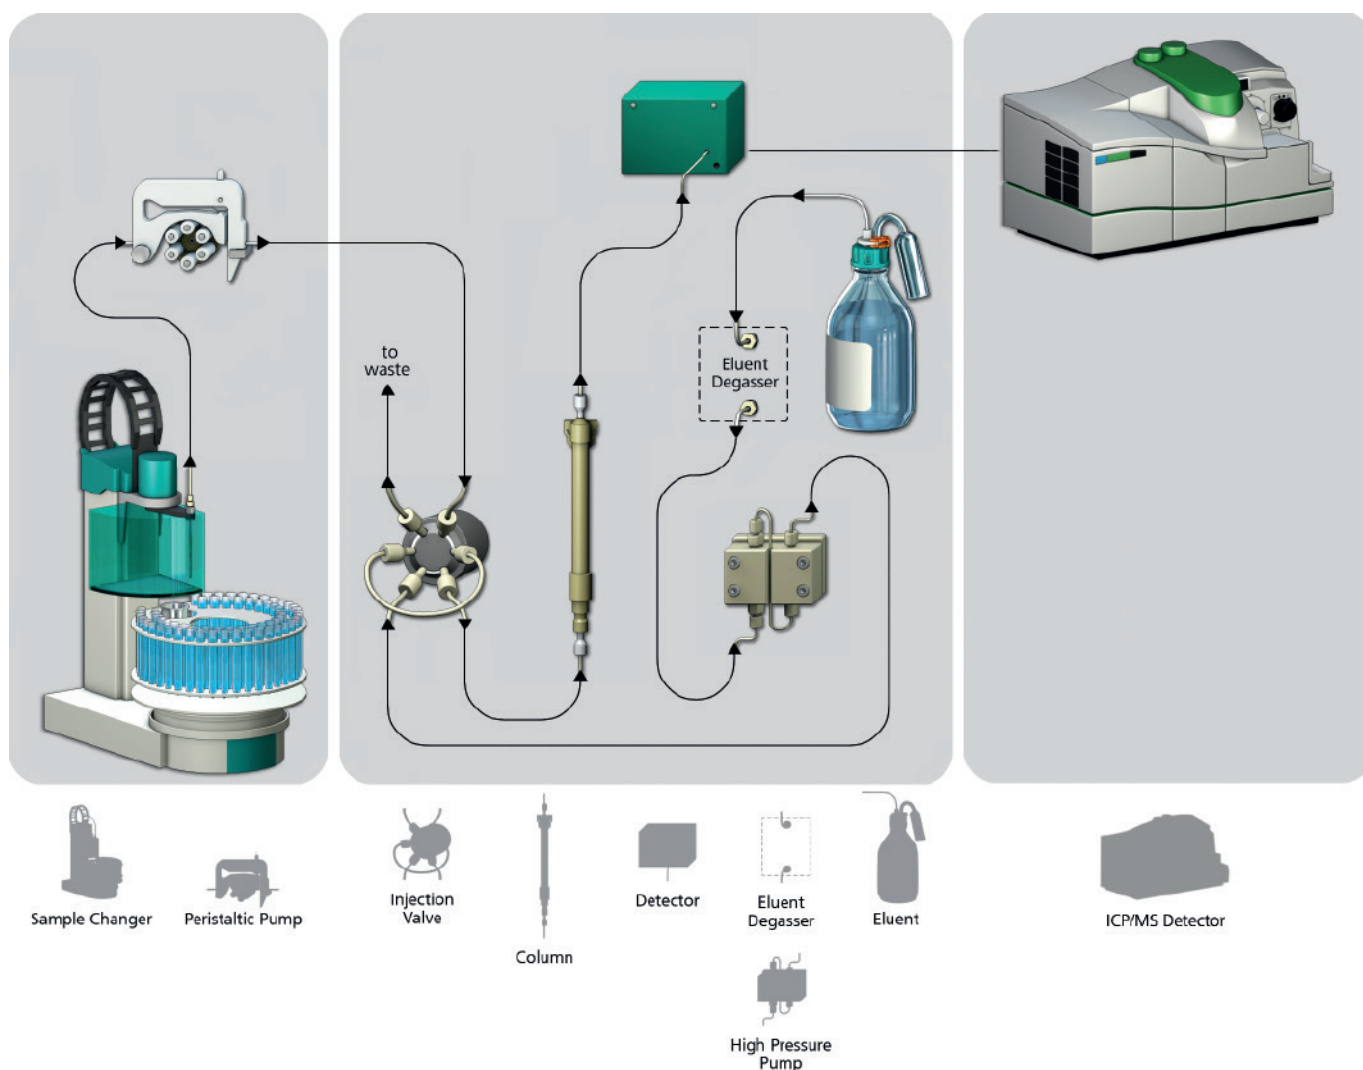 to
waste
Eluent
Degasser
Sample Changer
Peristaltic Pump
Injection
Valve
Column
Detector
Eluent
Degasser
High Pressure
Pump
Eluent
ICP/MS Detector